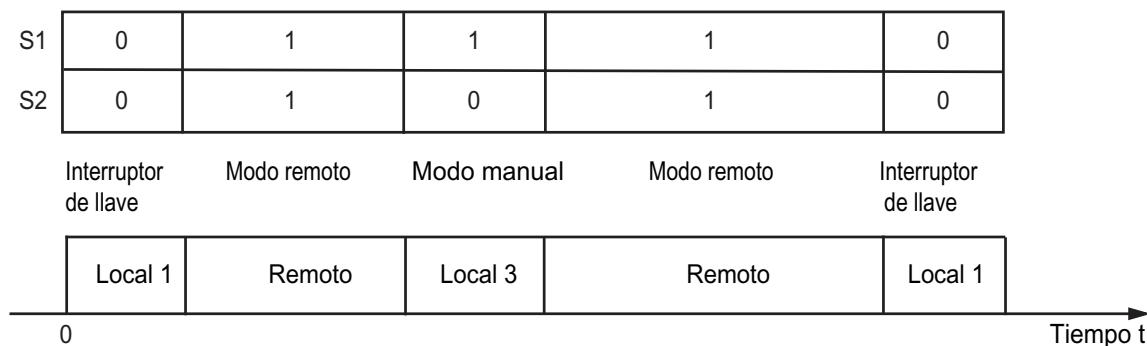 S1 0 1 1 1 0
S2 0 1 0 1 0
Interruptor de llave
Modo remoto
Modo manual
Modo remoto
Interruptor de llave
Local 1 Remoto Local 3 Remoto Local 1
0
Tiempo t